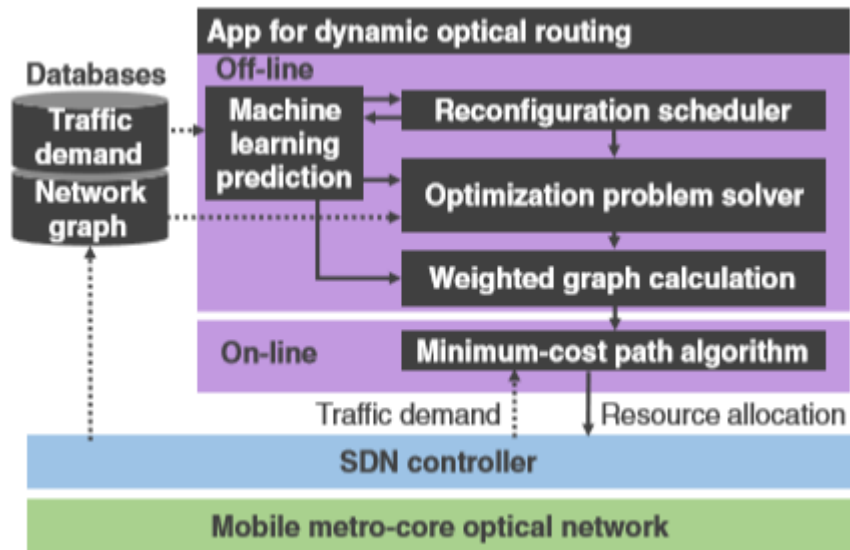 App for dynamic optical routing
Databases
Off-line
Traffic
demand
Network
graph
Machine
learning
prediction
Reconfiguration scheduler
Optimization problem solver
Weighted graph calculation
On-line
Minimum-cost path algorithm
Traffic demand
Resource allocation
SDN controller
Mobile metro-core optical network